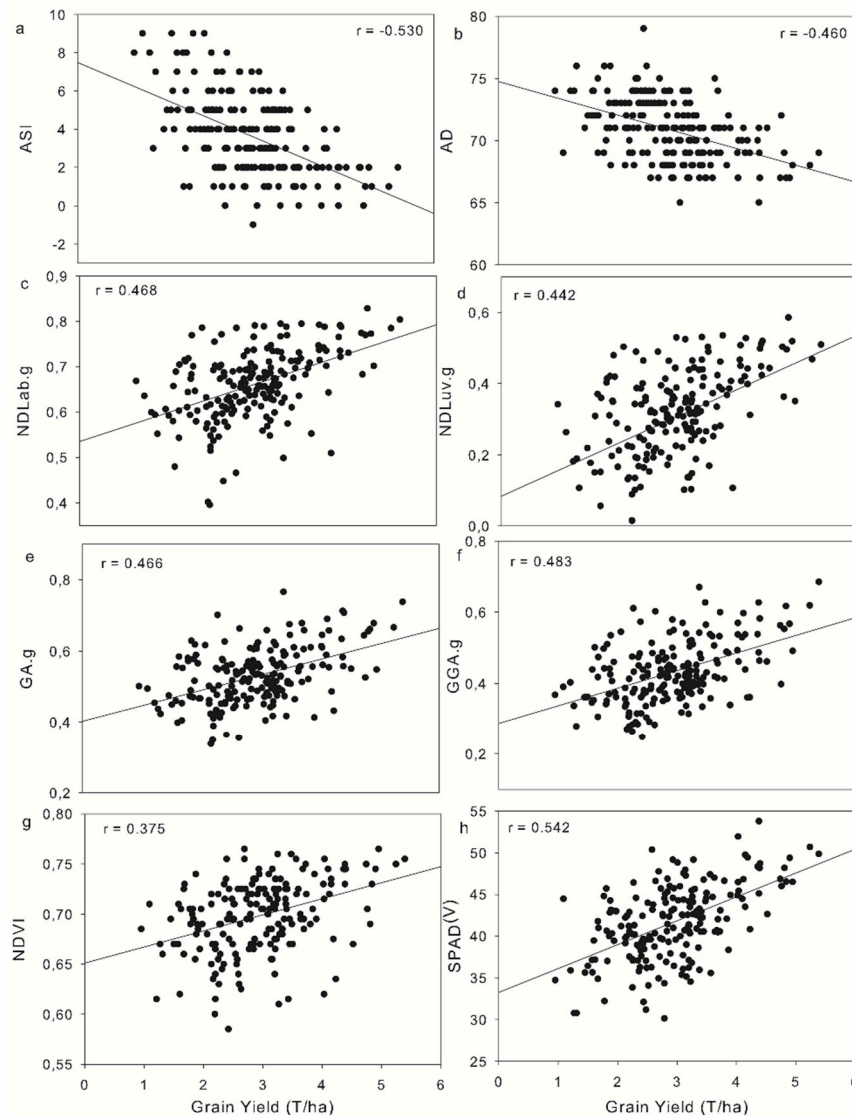 a
r = -0.530
10
8
6
4
2
0
-2
ASI
b
r = -0.460
80
75
70
65
60
AD
c
r = 0.468
0,9
0,8
0,7
0,6
0,5
0,4
NDLab.g
d
r = 0.442
0,6
0,4
0,2
0,0
NDLuv.g
e
r = 0.466
0,8
0,6
0,4
0,2
GA.g
f
r = 0.483
0,8
0,6
0,4
0,2
GGA.g
g
r = 0.375
0,80
0,75
0,70
0,65
0,60
0,55
NDVI
0 1 2 3 4 5 6
Grain Yield (T/ha)
h
r = 0.542
55
50
45
40
35
30
25
SPAD(V)
1 2 3 4 5 6
Grain Yield (T/ha)